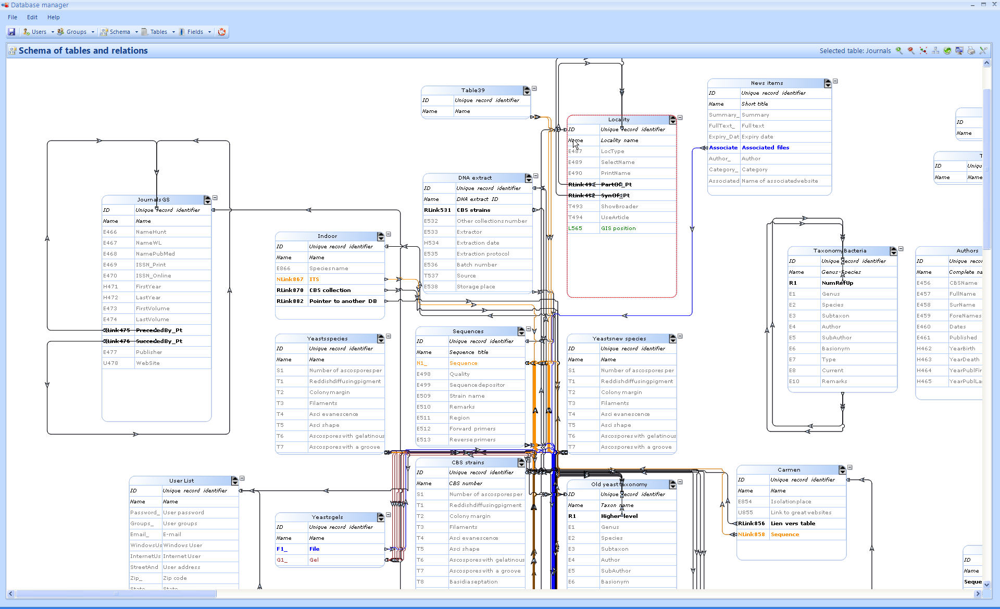 Database manager
File Edit Help
Users Groups Schema Tables Fields
Schema of tables and relations
Selected table: Journals
Table39
ID Unique record identifier
Name Name
Locality
ID Unique record identifier
Name Locality name
E487 LocType
E489 SelectName
E490 PrintName
RLink491 PartOf_Pt
RLink492 SynOf_Pt
T493 ShowBroader
T494 UseArticle
L565 GIS position
News items
ID Unique record identifier
Name Short title
Summary_ Summary
FullText_ Full text
Expiry_Dat Expiry date
Associate Associated files
Author_ Author
Category_ Category
Associated Name of associatedwebsite
ID
Name
T
ID Uniqu
Name Name
JournalsGS
ID Unique record identifier
Name Name
E466 NameHunt
E467 NameWL
E468 NamePubMed
E469 ISSN_Print
E470 ISSN_Online
H471 FirstYear
H472 LastYear
E473 FirstVolume
E474 LastVolume
RLink475 PrecededBy_Pt
RLink476 SuccededBy_Pt
E477 Publisher
U478 WebSite
Indoor
ID Unique record identifier
Name Name
E866 Speciesname
NLink867 ITS
RLink870 CBS collection
RLink882 Pointer to another DB
DNA extract
ID Unique record identifier
Name DNA extract ID
RLink531 CBS strains
E532 Other collectionsnumber
E533 Extractor
H534 Extraction date
E535 Extraction protocol
E536 Batch number
T537 Source
E538 Storage place
TaxonomyBacteria
ID Unique record identifier
Name Genus-Species
R1 NumRefUp
E1 Genus
E2 Species
E3 Subtaxon
E4 Author
E5 SubAuthor
E6 Basionym
E7 Type
E8 Current
E10 Remarks
Authors
ID Unique recor
Name Complete na
E456 CBSName
E457 FullName
E458 SurName
E459 ForeNames
E460 Dates
E461 Published
H462 YearBirth
H463 YearDeath
H464 YearPublFir
H465 YearPublLa
Yeastsspecies
ID Unique record identifier
Name Name
S1 Number of ascospores per
T1 Reddishdiffusingpigment
T2 Colony margin
T3 Filaments
T4 Asci evanescence
T5 Asci shape
T6 Ascospores with gelatinous
T7 Ascospores with a groove
Sequences
ID Unique record identifier
Name Sequence title
N1_ Sequence
E498 Quality
E499 Sequencedepositor
E509 Strain name
E510 Remarks
E511 Region
E512 Forward primers
E513 Reverse primers
Yeastsnew species
ID Unique record identifier
Name Name
S1 Number of ascospores per
T1 Reddishdiffusingpigment
T2 Colony margin
T3 Filaments
T4 Asci evanescence
T5 Asci shape
T6 Ascospores with gelatinous
T7 Ascospores with a groove
User List
ID Unique record identifier
Name Name
Password_ User password
Groups_ User groups
Email_ E-mail
WindowsUs Windows User
InternetUs Internet User
StreetAnd User address
Zip_ Zip code
State State
Yeastsgels
ID Unique record identifier
Name Name
F1_ File
G1_ Gel
CBS strains
ID Unique record identifier
Name CBS number
S1 Number of ascospores per
T1 Reddishdiffusingpigment
T2 Colony margin
T3 Filaments
T4 Asci evanescence
T5 Asci shape
T6 Ascospores with gelatinous
T7 Ascospores with a groove
T8 Basidia septation
Old yeasttaxonomy
ID Unique record identifier
Name Taxon name
R1 Higher level
E1 Genus
E2 Species
E3 Subtaxon
E4 Author
E5 SubAuthor
E6 Basionym
Carmen
ID Unique record identifier
Name Name
E854 Isolationplace
U855 Link to great websites
RLink856 Lien vers table
NLink858 Sequence
ID
Name
Seque